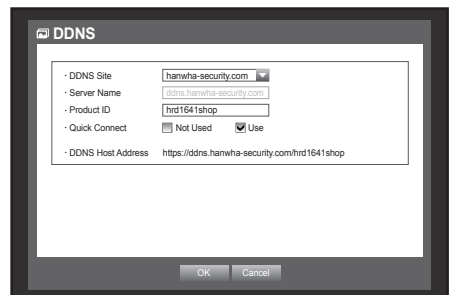 DDNS
· DDNS Site hanwha-security.com
· Server Name ddns.hanwha-security.com
· Product ID hrd1641shop
· Quick Connect Not Used Use
· DDNS Host Address https://ddns.hanwha-security.com/hrd1641shop
OK Cancel